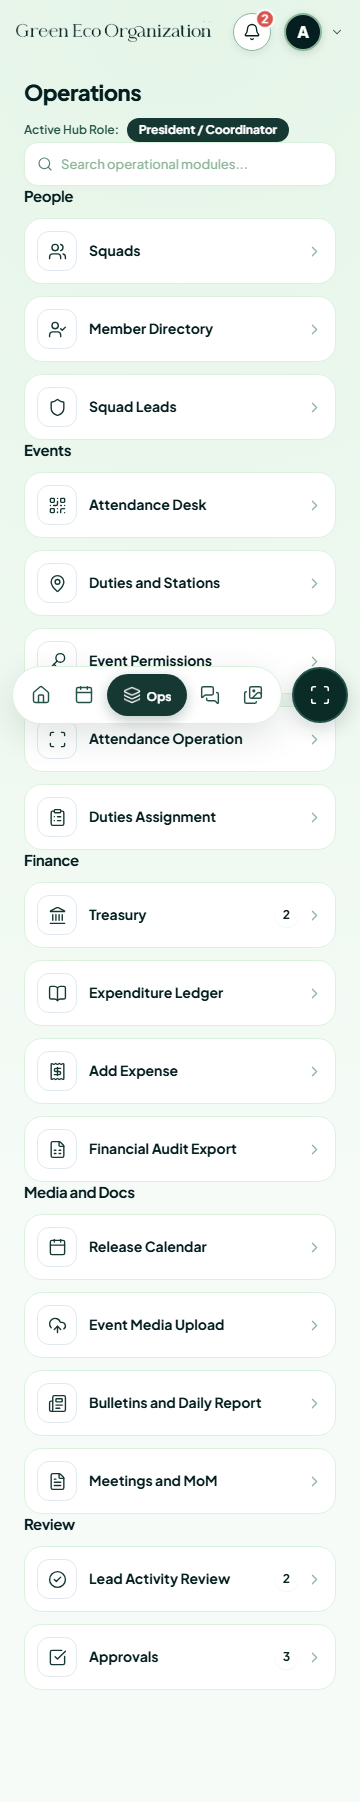 Green Eco Organization
2
A
Operations
Active Hub Role: President / Coordinator
Search operational modules...
People
Squads
Member Directory
Squad Leads
Events
Attendance Desk
Duties and Stations
Event Permissions
Ops
Attendance Operation
Duties Assignment
Finance
Treasury 2
Expenditure Ledger
Add Expense
Financial Audit Export
Media and Docs
Release Calendar
Event Media Upload
Bulletins and Daily Report
Meetings and MoM
Review
Lead Activity Review 2
Approvals 3